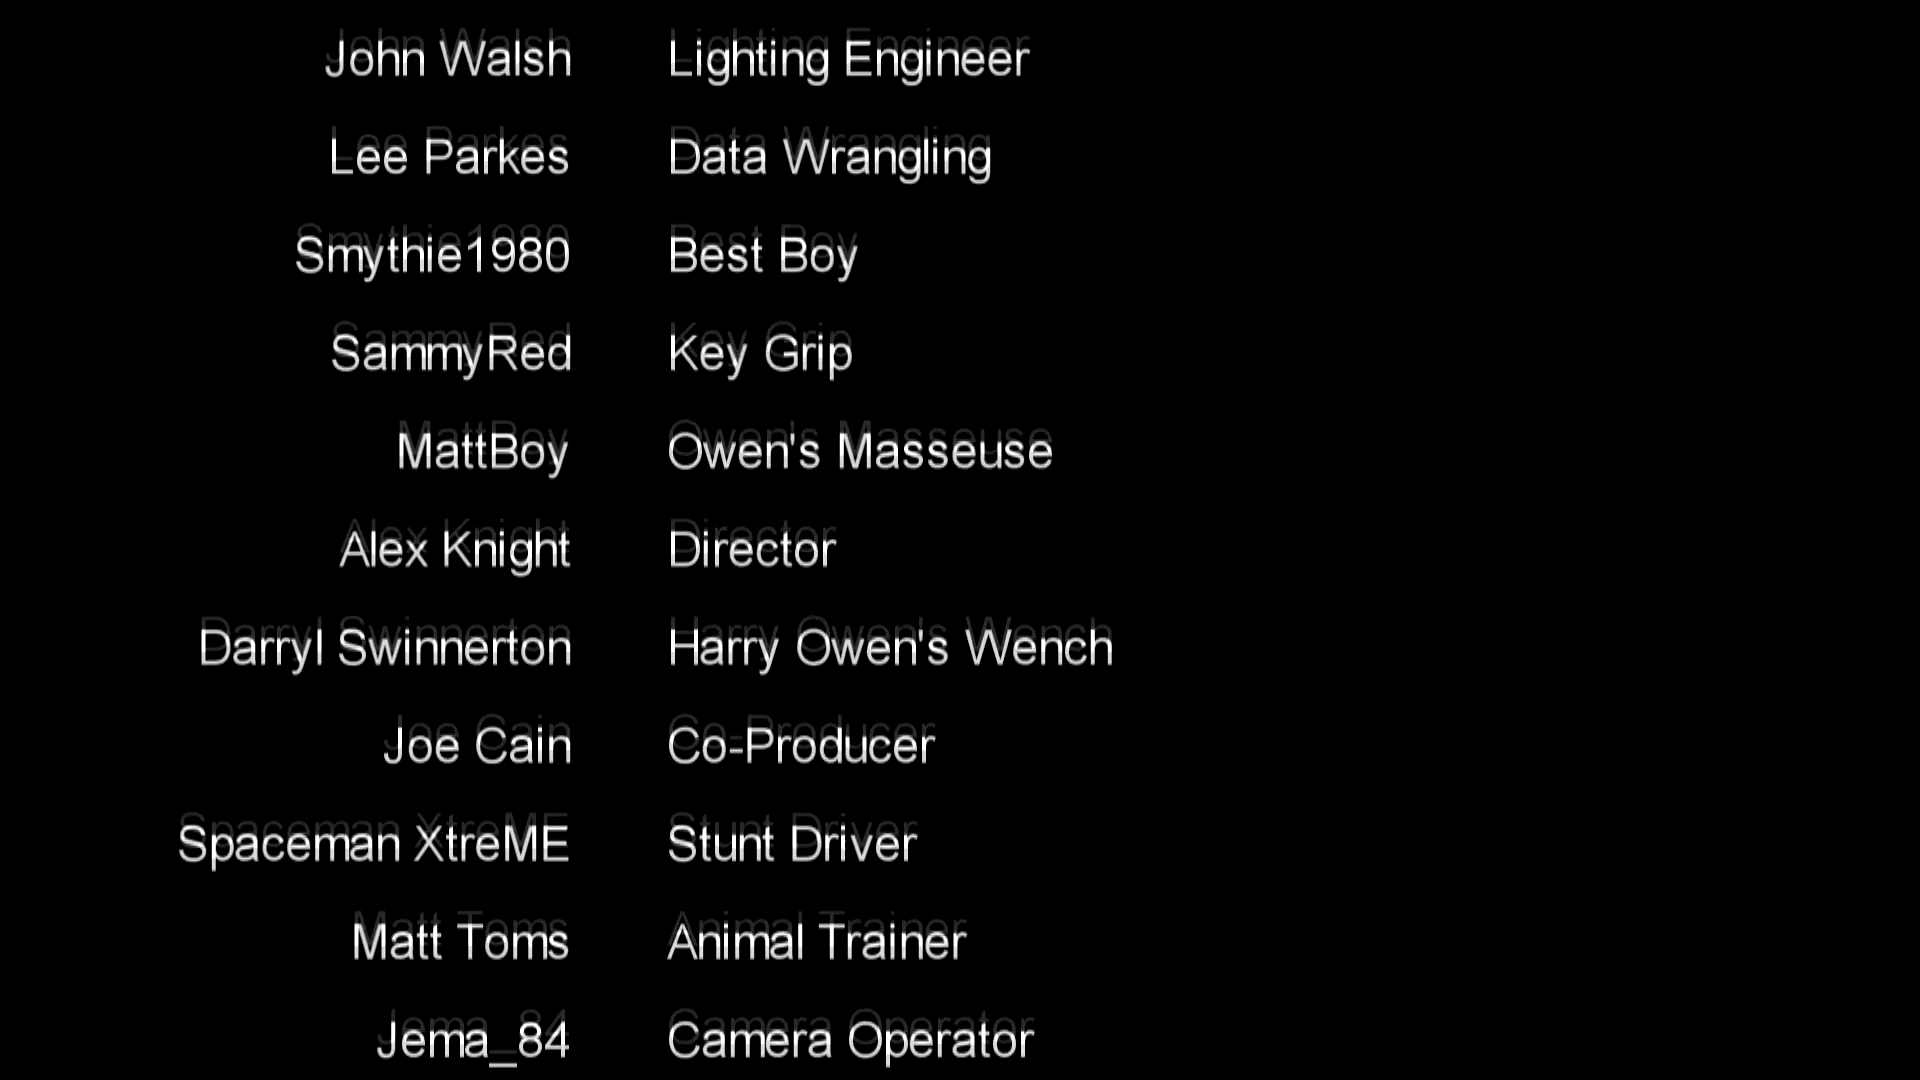 John Walsh Lighting Engineer
Lee Parkes Data Wrangling
Smythie1980 Best Boy
SammyRed Key Grip
MattBoy Owen's Masseuse
Alex Knight Director
Darryl Swinnerton Harry Owen's Wench
Joe Cain Co-Producer
Spaceman XtreME Stunt Driver
Matt Toms Animal Trainer
Jema_84 Camera Operator